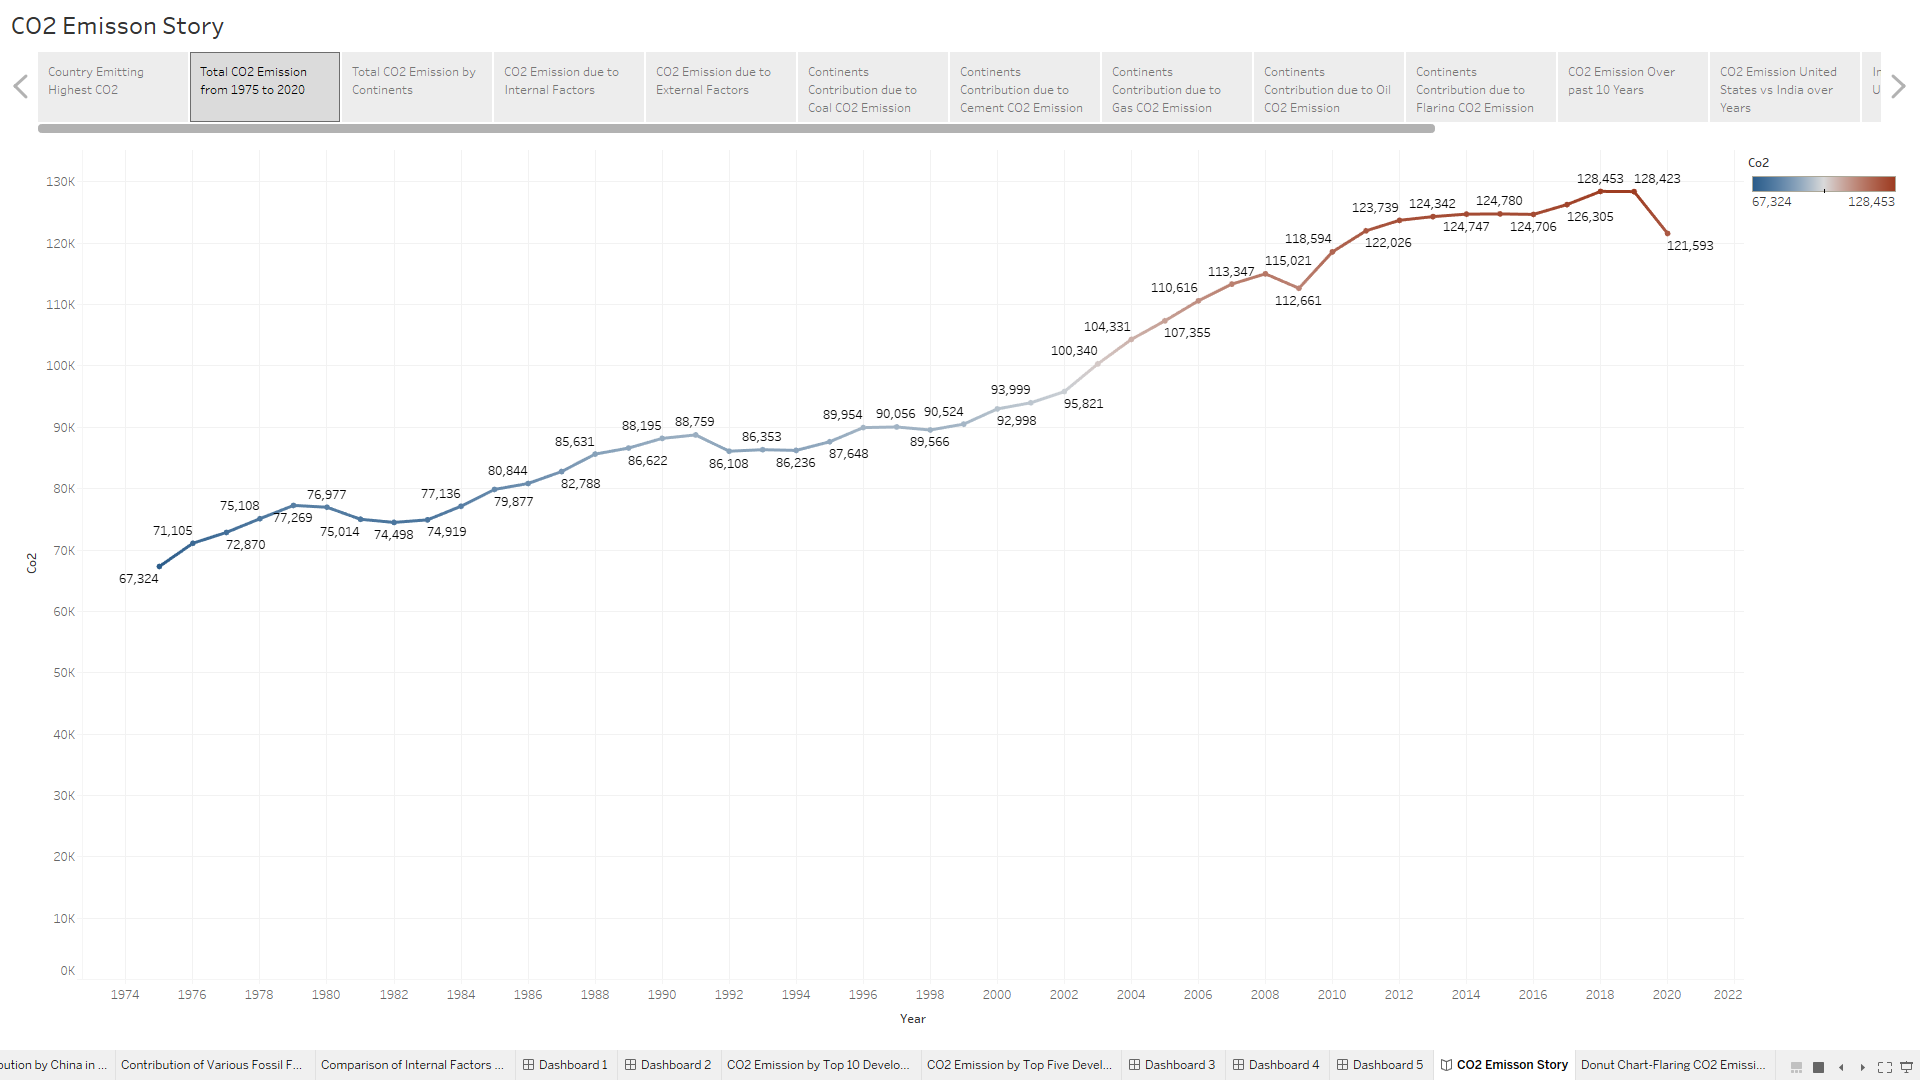 CO2 Emisson Story
Country Emitting
Highest CO2
Total CO2 Emission
from 1975 to 2020
Total CO2 Emission by
Continents
CO2 Emission due to
Internal Factors
CO2 Emission due to
External Factors
Continents
Contribution due to
Coal CO2 Emission
Continents
Contribution due to
Cement CO2 Emission
Continents
Contribution due to
Gas CO2 Emission
Continents
Contribution due to Oil
CO2 Emission
Continents
Contribution due to
Flaring CO2 Emission
CO2 Emission Over
past 10 Years
CO2 Emission United
States vs India over
Years
Co2
67,324 128,453
130K
120K
110K
100K
90K
80K
70K
60K
50K
40K
30K
20K
10K
0K
Co2
67,324
71,105
72,870
75,108
77,269
76,977
75,014
74,498
74,919
77,136
79,877
80,844
82,788
85,631
86,622
88,195
88,759
86,108
86,353
86,236
87,648
89,954
90,056
89,566
90,524
92,998
93,999
95,821
100,340
104,331
107,355
110,616
113,347
115,021
112,661
118,594
122,026
123,739
124,342
124,747
124,780
124,706
126,305
128,453
128,423
121,593
1974 1976 1978 1980 1982 1984 1986 1988 1990 1992 1994 1996 1998 2000 2002 2004 2006 2008 2010 2012 2014 2016 2018 2020 2022
Year
bution by China in ... Contribution of Various Fossil F... Comparison of Internal Factors ... Dashboard 1 Dashboard 2 CO2 Emission by Top 10 Develo... CO2 Emission by Top Five Devel... Dashboard 3 Dashboard 4 Dashboard 5 CO2 Emisson Story Donut Chart-Flaring CO2 Emissi...